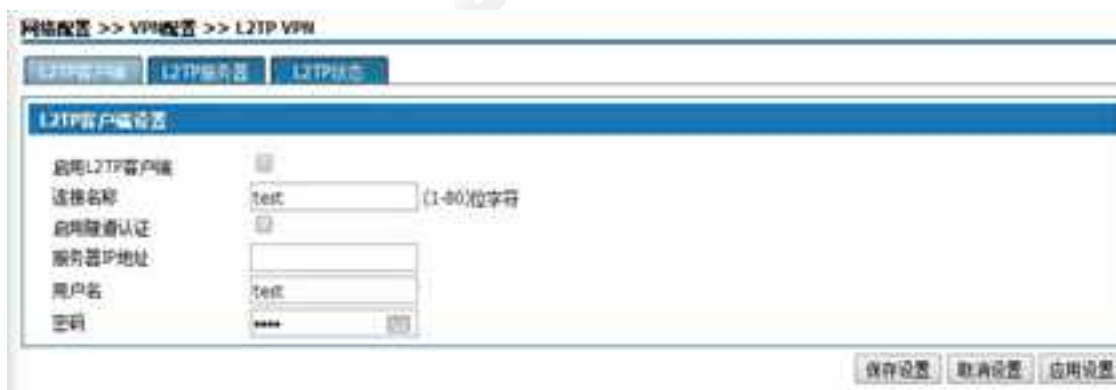 网络配置 >> VPN配置 >> L2TP VPN
L2TP客户端 L2TP服务器 L2TP状态
L2TP客户端设置
启用L2TP客户端
连接名称 test (1-80)位字符
启用隧道认证
服务器IP地址
用户名 test
密码 ••••
保存设置 取消设置 应用设置